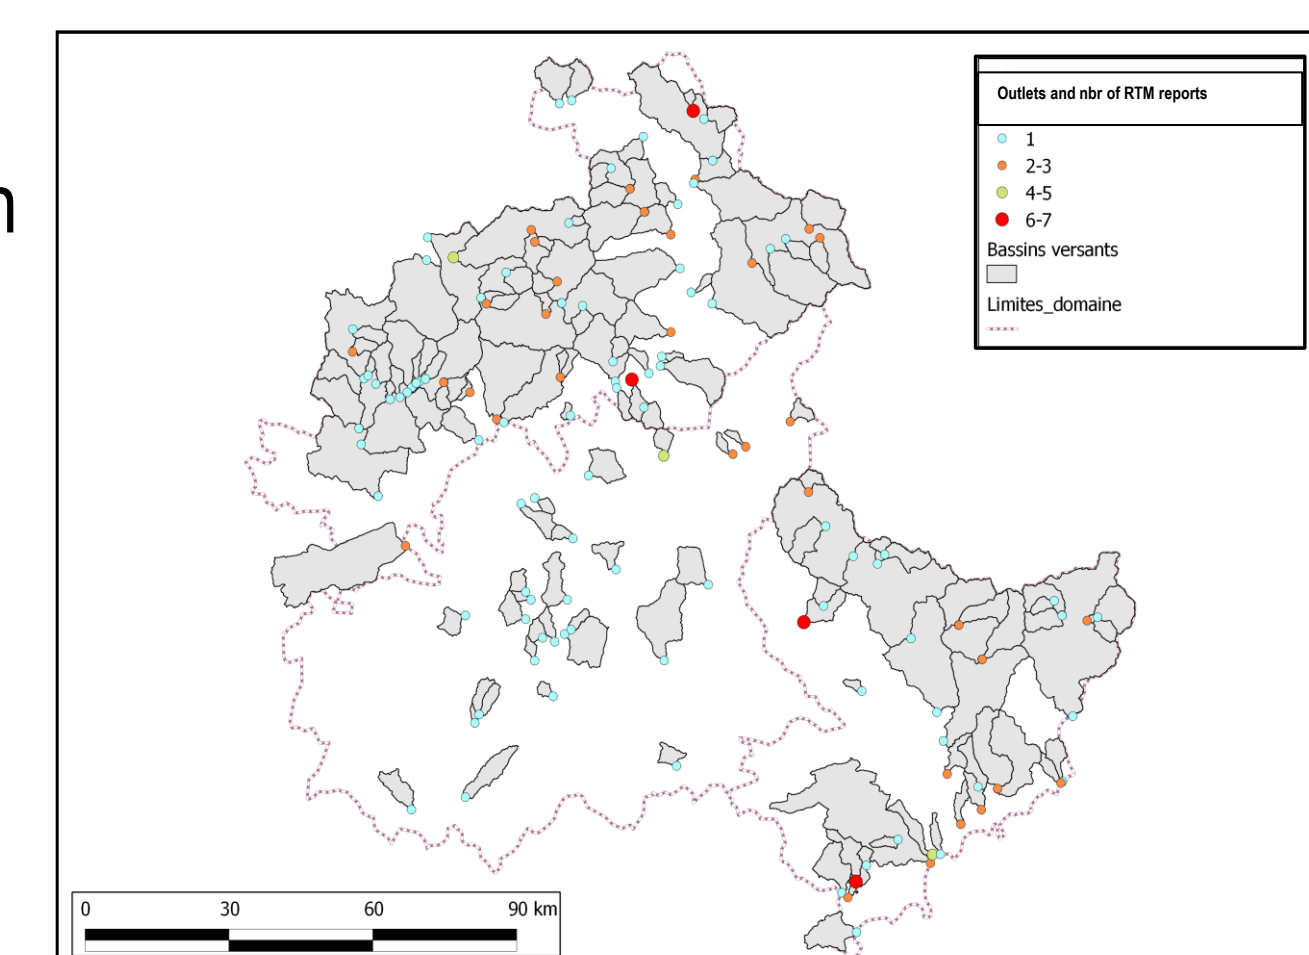 n
Outlets and nbr of RTM reports
1
2-3
4-5
6-7
Bassins versants
Limites_domaine
0 30 60 90 km